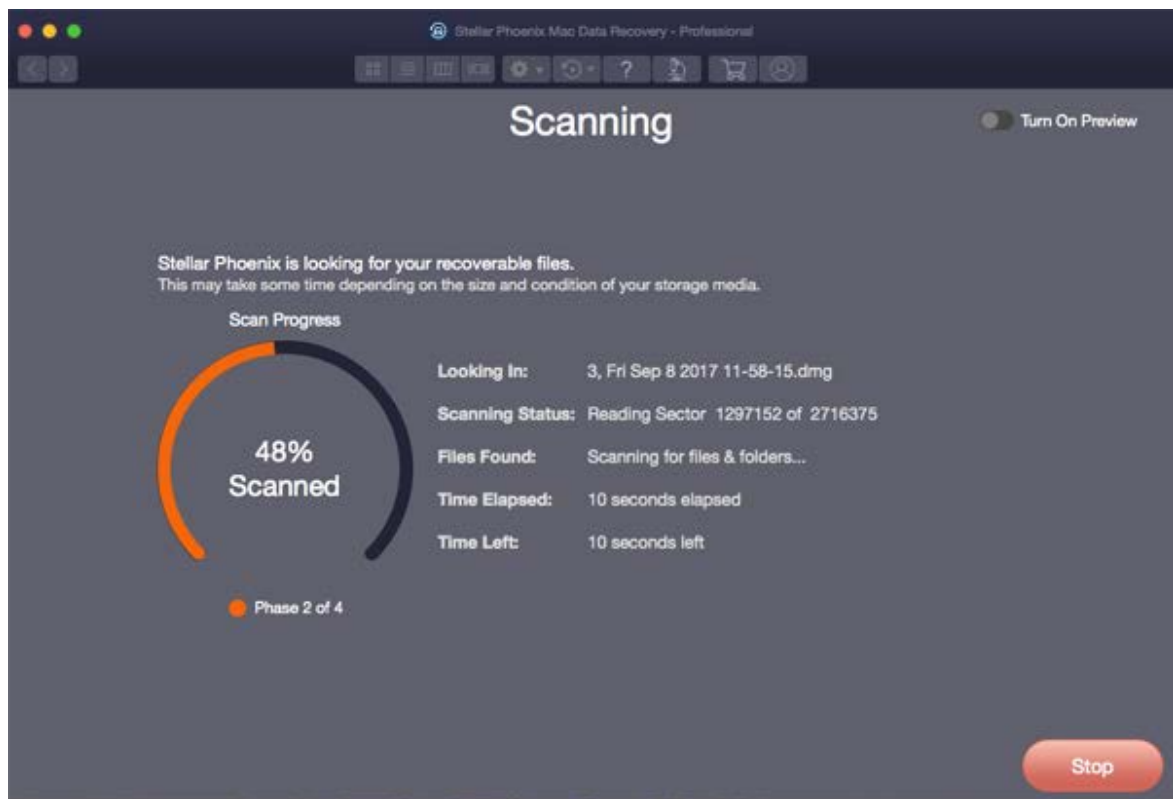 Stellar Phoenix Mac Data Recovery - Professional
?
Scanning
Turn On Preview
Stellar Phoenix is looking for your recoverable files.
This may take some time depending on the size and condition of your storage media.
Scan Progress
48%
Scanned
Looking In: 3, Fri Sep 8 2017 11-58-15.dmg
Scanning Status: Reading Sector 1297152 of 2716375
Files Found: Scanning for files & folders...
Time Elapsed: 10 seconds elapsed
Time Left: 10 seconds left
Phase 2 of 4
Stop